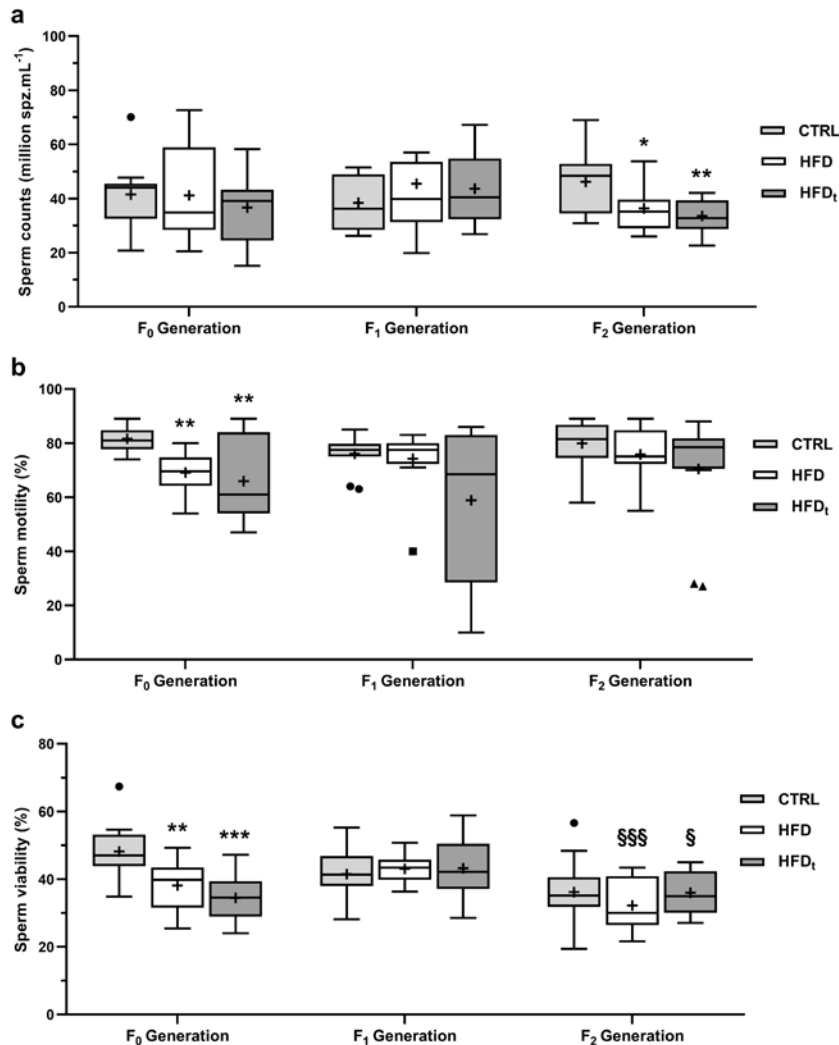 a
Sperm counts (million spz.mL⁻¹)
100
80
60
40
20
0
*
**
CTRL
HFD
HFDₜ
F₀ Generation
F₁ Generation
F₂ Generation
b
Sperm motility (%)
100
80
60
40
20
0
**
**
CTRL
HFD
HFDₜ
F₀ Generation
F₁ Generation
F₂ Generation
c
Sperm viability (%)
80
60
40
20
0
**
***
§§§
§
CTRL
HFD
HFDₜ
F₀ Generation
F₁ Generation
F₂ Generation